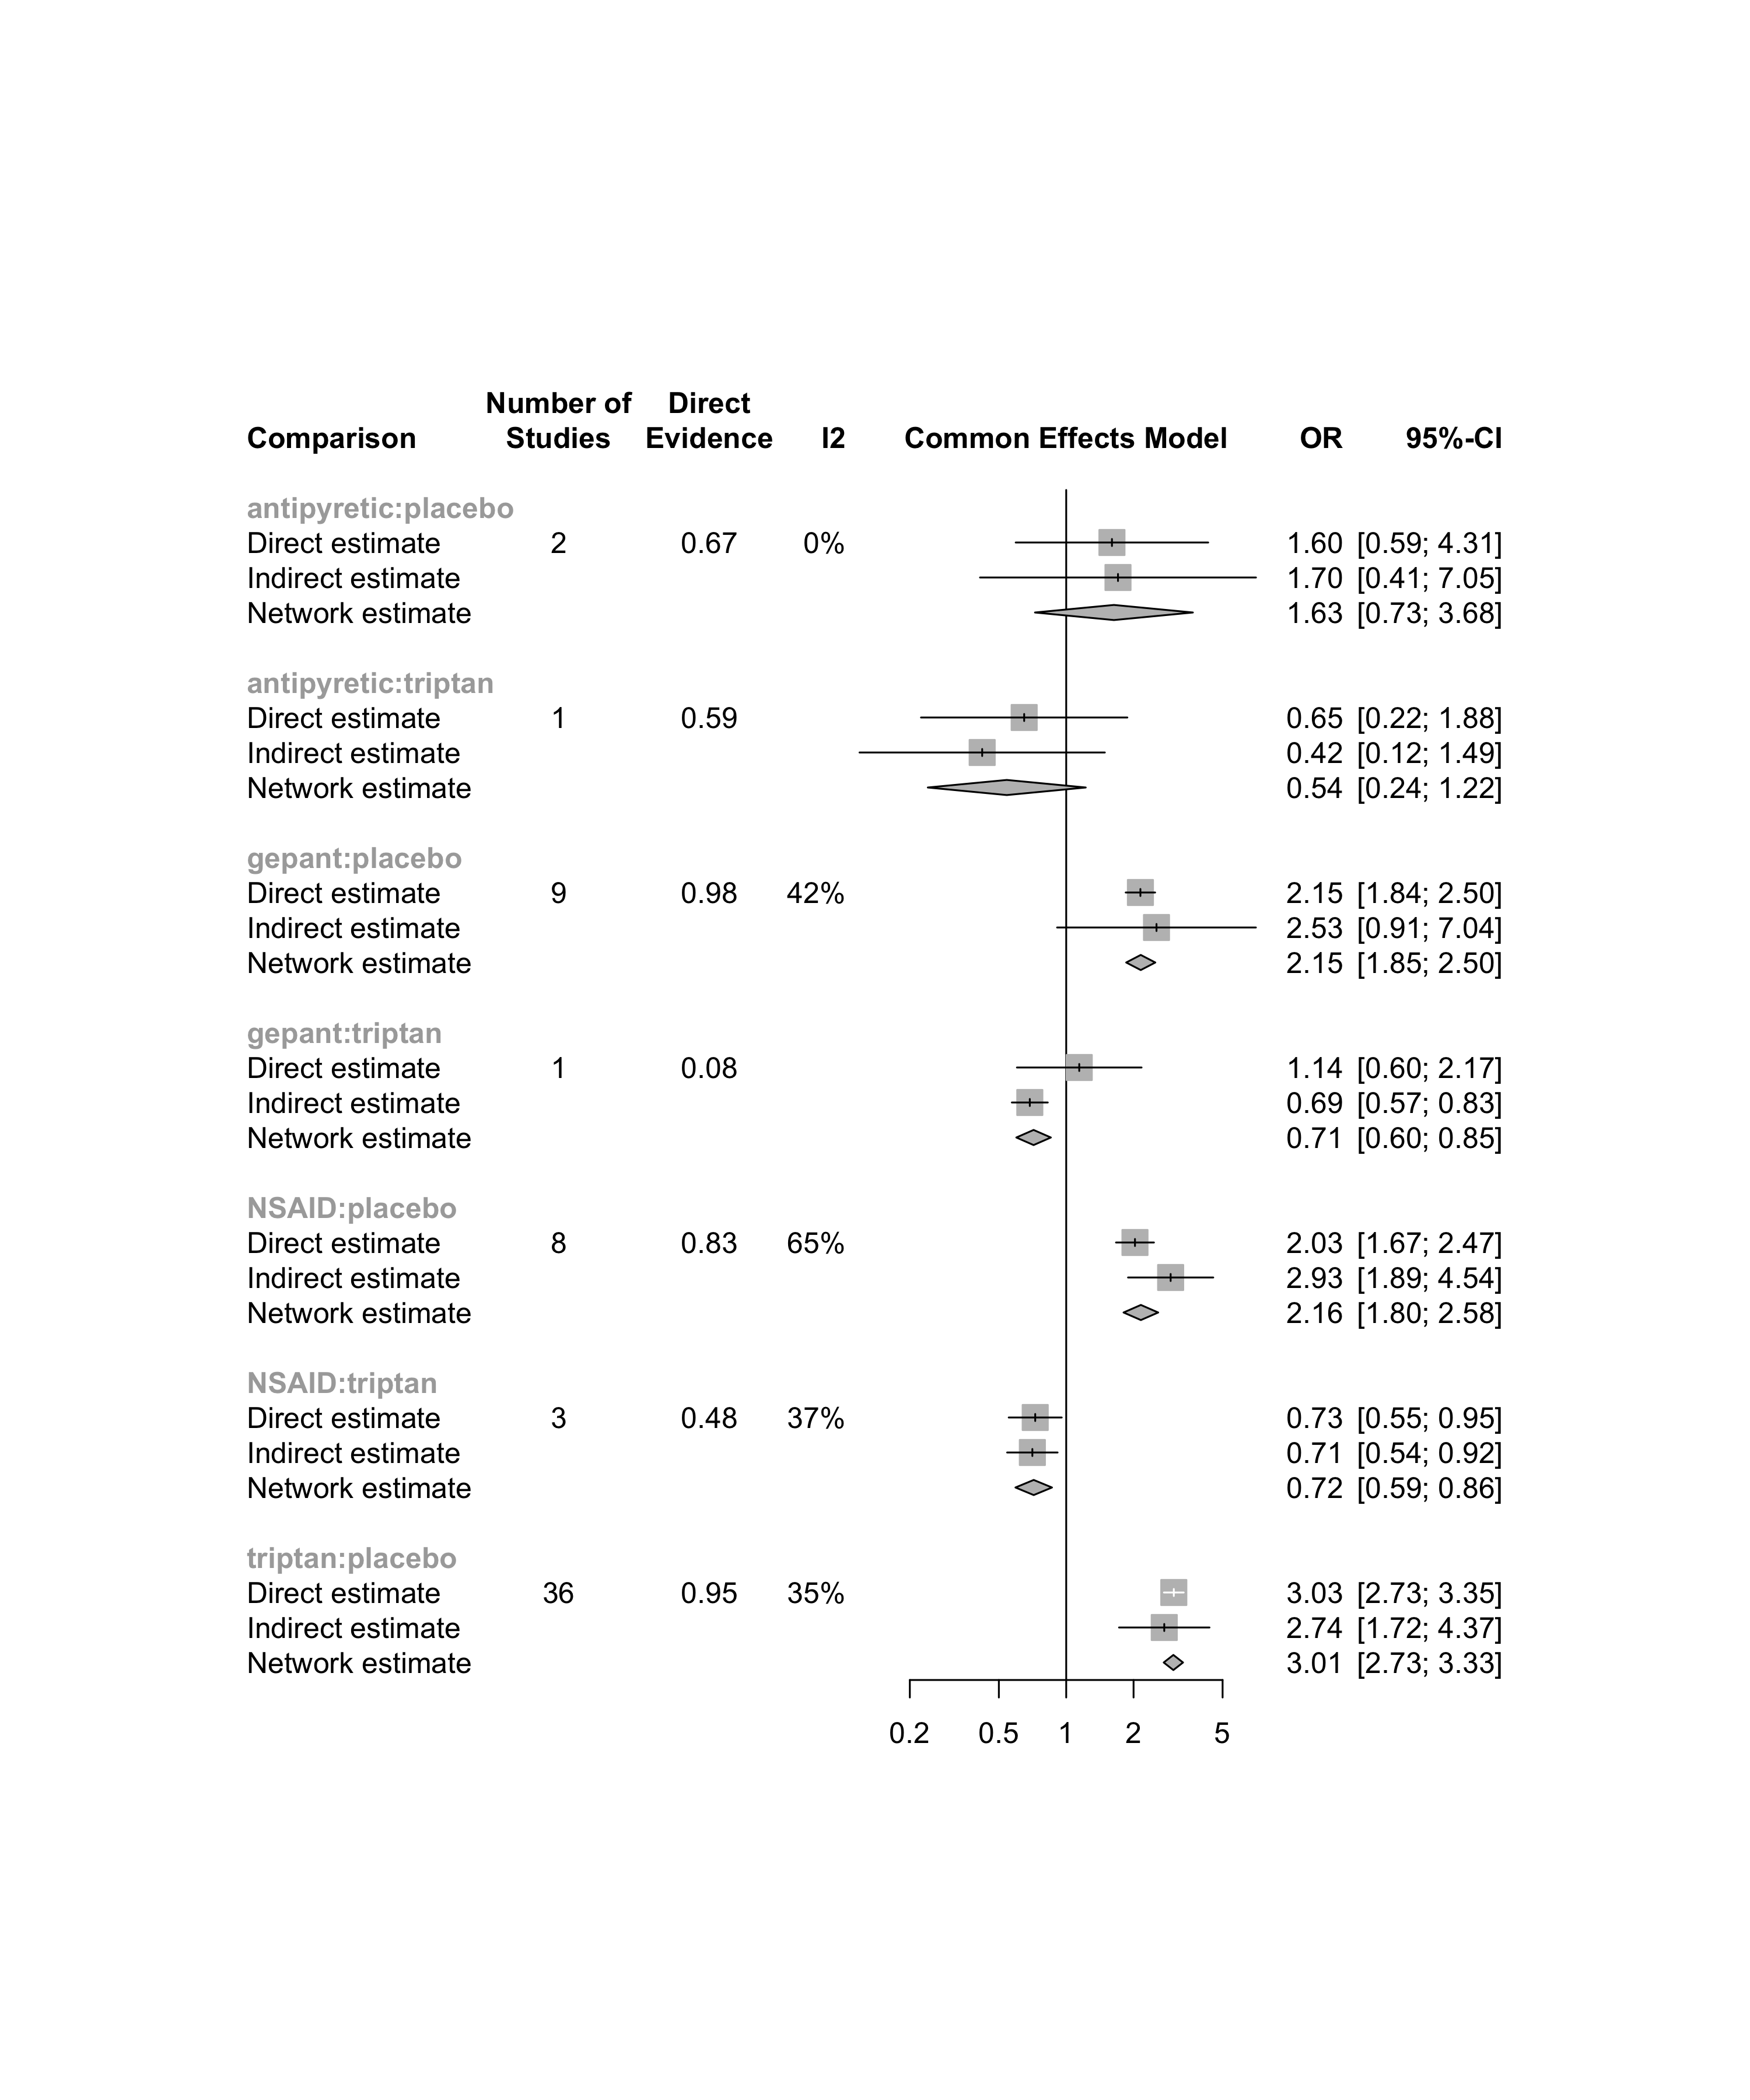 Number of Direct
Comparison Studies Evidence I2 Common Effects Model OR 95%-CI
antipyretic:placebo
Direct estimate 2 0.67 0% 1.60 [0.59; 4.31]
Indirect estimate 1.70 [0.41; 7.05]
Network estimate 1.63 [0.73; 3.68]
antipyretic:triptan
Direct estimate 1 0.59 0.65 [0.22; 1.88]
Indirect estimate 0.42 [0.12; 1.49]
Network estimate 0.54 [0.24; 1.22]
gepant:placebo
Direct estimate 9 0.98 42% 2.15 [1.84; 2.50]
Indirect estimate 2.53 [0.91; 7.04]
Network estimate 2.15 [1.85; 2.50]
gepant:triptan
Direct estimate 1 0.08 1.14 [0.60; 2.17]
Indirect estimate 0.69 [0.57; 0.83]
Network estimate 0.71 [0.60; 0.85]
NSAID:placebo
Direct estimate 8 0.83 65% 2.03 [1.67; 2.47]
Indirect estimate 2.93 [1.89; 4.54]
Network estimate 2.16 [1.80; 2.58]
NSAID:triptan
Direct estimate 3 0.48 37% 0.73 [0.55; 0.95]
Indirect estimate 0.71 [0.54; 0.92]
Network estimate 0.72 [0.59; 0.86]
triptan:placebo
Direct estimate 36 0.95 35% 3.03 [2.73; 3.35]
Indirect estimate 2.74 [1.72; 4.37]
Network estimate 3.01 [2.73; 3.33]
0.2 0.5 1 2 5